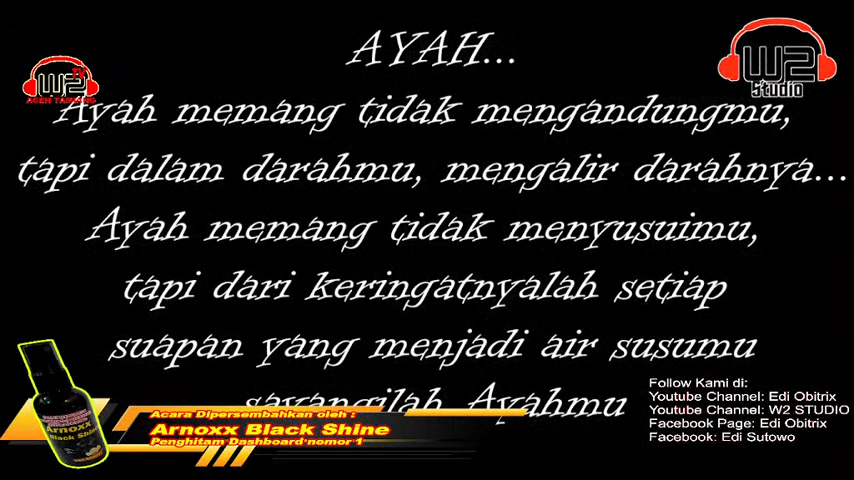 AYAH...
W2 TV
ACEH TAMIANG
W2
Studio
Ayah memang tidak mengandungmu,
tapi dalam darahmu, mengalir darahnya...
Ayah memang tidak menyusuimu,
tapi dari keringatnyalah setiap
suapan yang menjadi air susumu
sayangilah Ayahmu
Arnoxx
Black Shine
Acara Dipersembahkan oleh :
Arnoxx Black Shine
Penghitam Dashboard nomor 1
Follow Kami di:
Youtube Channel: Edi Obitrix
Youtube Channel: W2 STUDIO
Facebook Page: Edi Obitrix
Facebook: Edi Sutowo